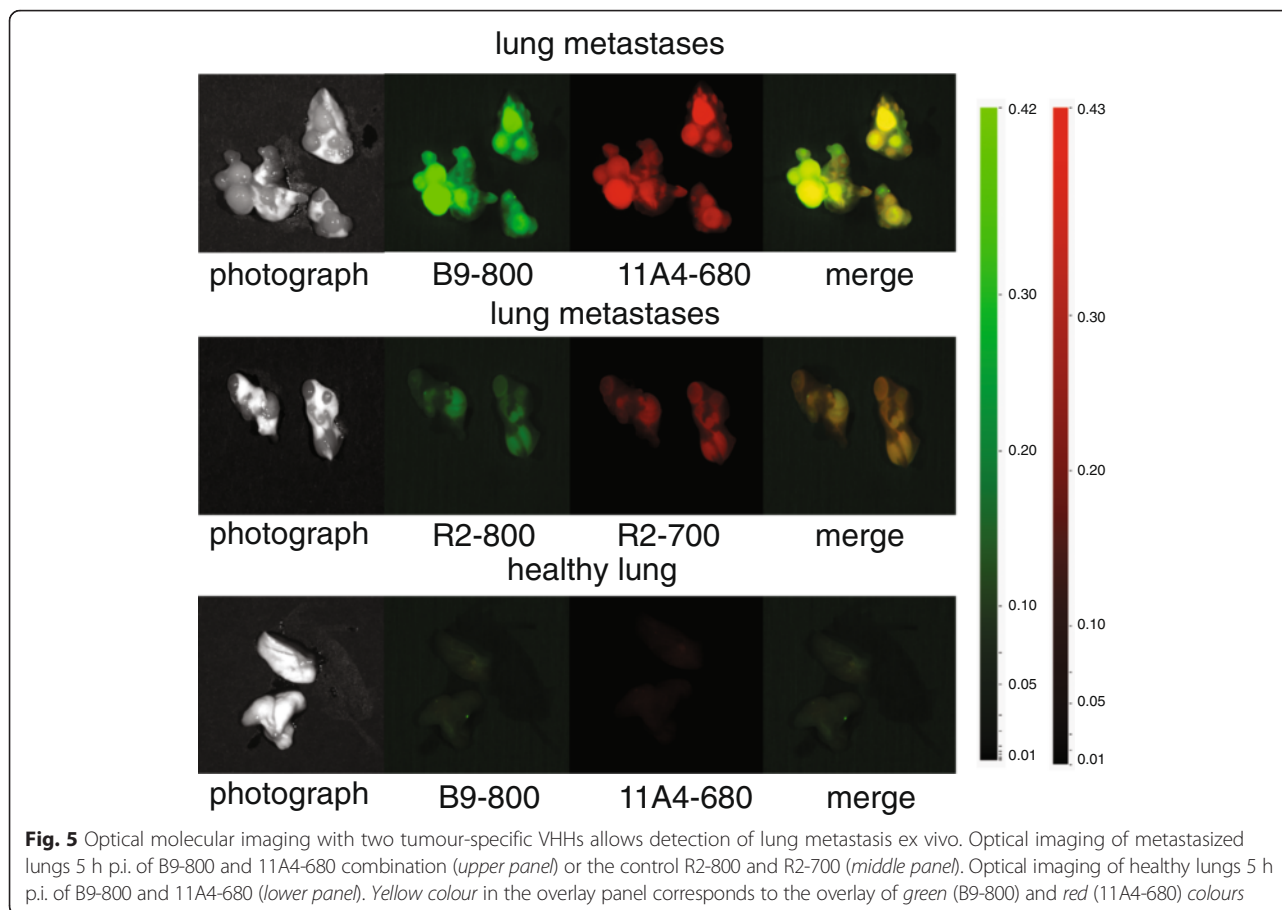 lung metastases
photograph B9-800 11A4-680 merge
lung metastases
photograph R2-800 R2-700 merge
healthy lung
photograph B9-800 11A4-680 merge
0.42 0.43
0.30 0.30
0.20 0.20
0.10 0.10
0.05 0.05
0.01 0.01
Fig. 5 Optical molecular imaging with two tumour-specific VHHs allows detection of lung metastasis ex vivo. Optical imaging of metastasized
lungs 5 h p.i. of B9-800 and 11A4-680 combination (upper panel) or the control R2-800 and R2-700 (middle panel). Optical imaging of healthy lungs 5 h
p.i. of B9-800 and 11A4-680 (lower panel). Yellow colour in the overlay panel corresponds to the overlay of green (B9-800) and red (11A4-680) colours